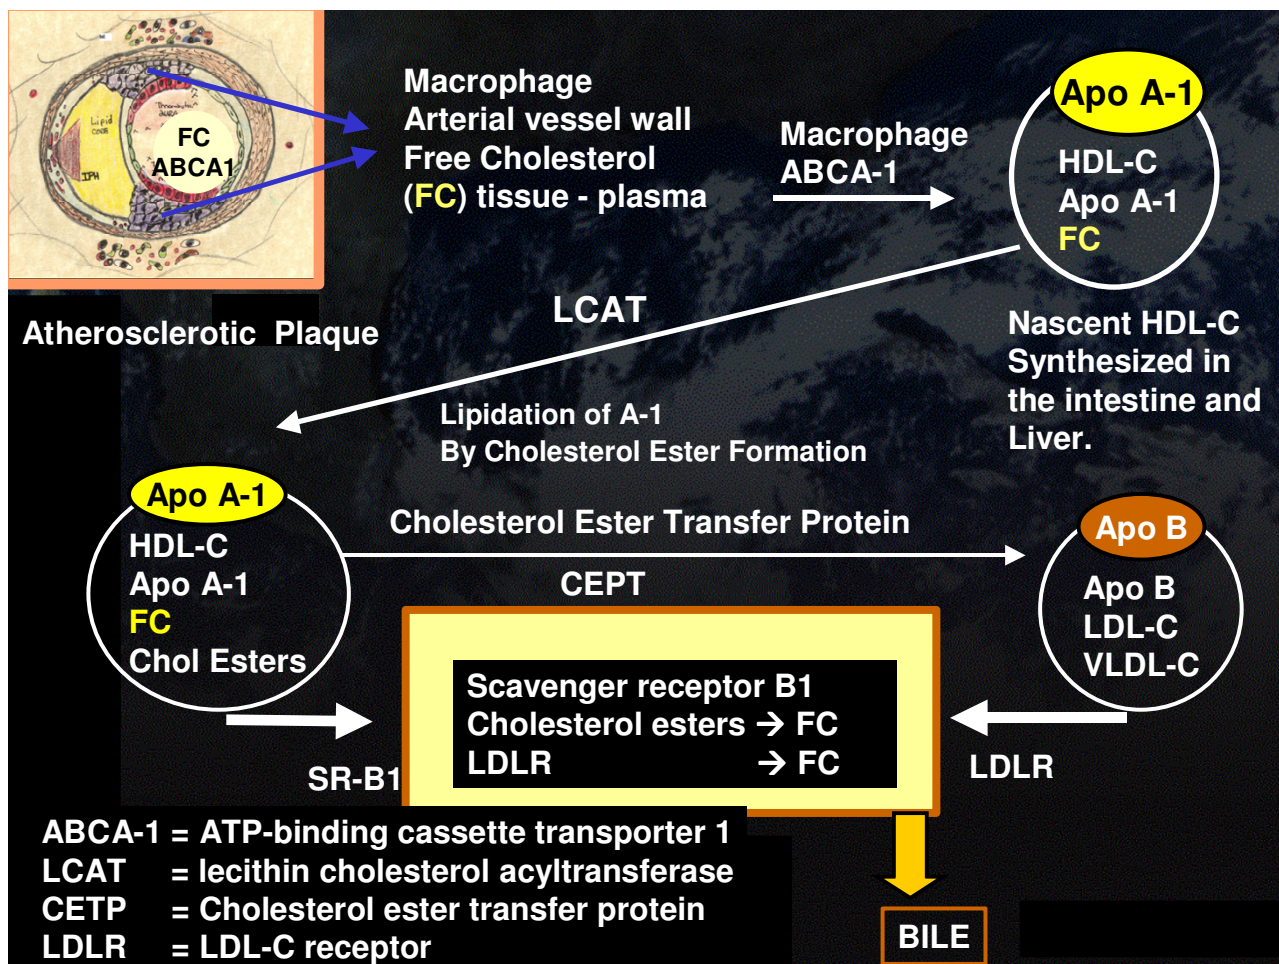 Lipid
core
IPH
Thrombus
FC
ABCA1
Atherosclerotic Plaque
Macrophage
Arterial vessel wall
Free Cholesterol
(FC) tissue - plasma
Macrophage
ABCA-1
Apo A-1
HDL-C
Apo A-1
FC
Nascent HDL-C
Synthesized in
the intestine and
Liver.
LCAT
Lipidation of A-1
By Cholesterol Ester Formation
Apo A-1
HDL-C
Apo A-1
FC
Chol Esters
Cholesterol Ester Transfer Protein
CEPT
Apo B
Apo B
LDL-C
VLDL-C
Scavenger receptor B1
Cholesterol esters → FC
LDLR → FC
SR-B1
LDLR
ABCA-1 = ATP-binding cassette transporter 1
LCAT = lecithin cholesterol acyltransferase
CETP = Cholesterol ester transfer protein
LDLR = LDL-C receptor
BILE